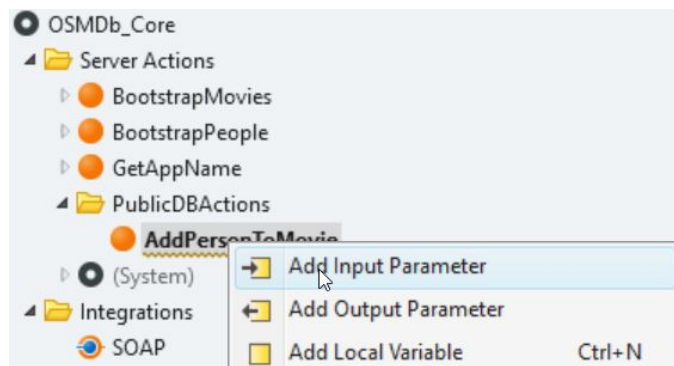 OSMDb_Core
Server Actions
BootstrapMovies
BootstrapPeople
GetAppName
PublicDBActions
AddPersonToMovie
Add Input Parameter
(System)
Add Output Parameter
Integrations
SOAP
Add Local Variable Ctrl+N